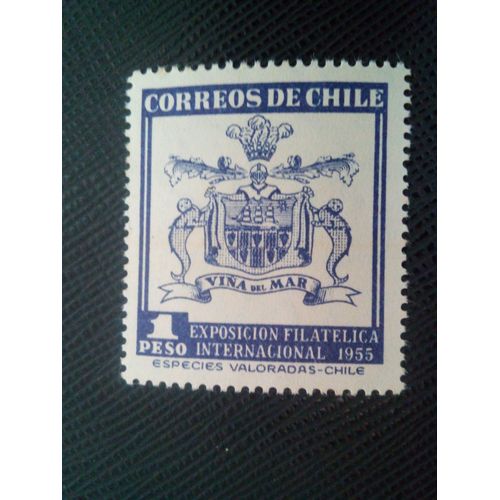 CORREOS DE CHILE
VIÑA DEL MAR
1
PESO
EXPOSICION FILATELICA
INTERNACIONAL 1955
ESPECIES VALORADAS-CHILE